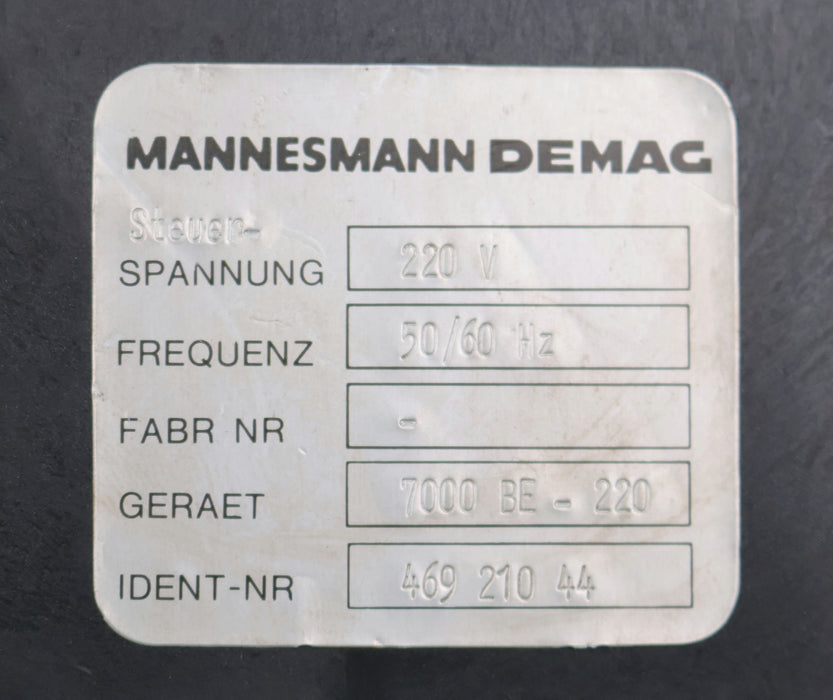 MANNESMANN DEMAG
Steuer-
SPANNUNG 220 V
FREQUENZ 50/60 Hz
FABR NR -
GERAET 7000 BE - 220
IDENT-NR 469 210 44